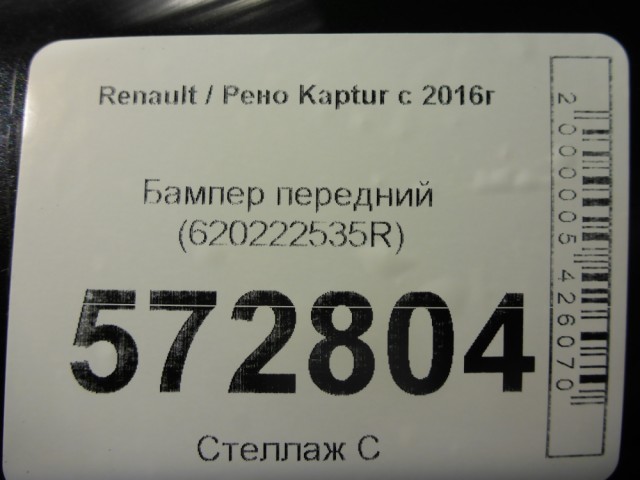 Renault / Рено Kaptur с 2016г
Бампер передний
(620222535R)
572804
Стеллаж С
2000005426070